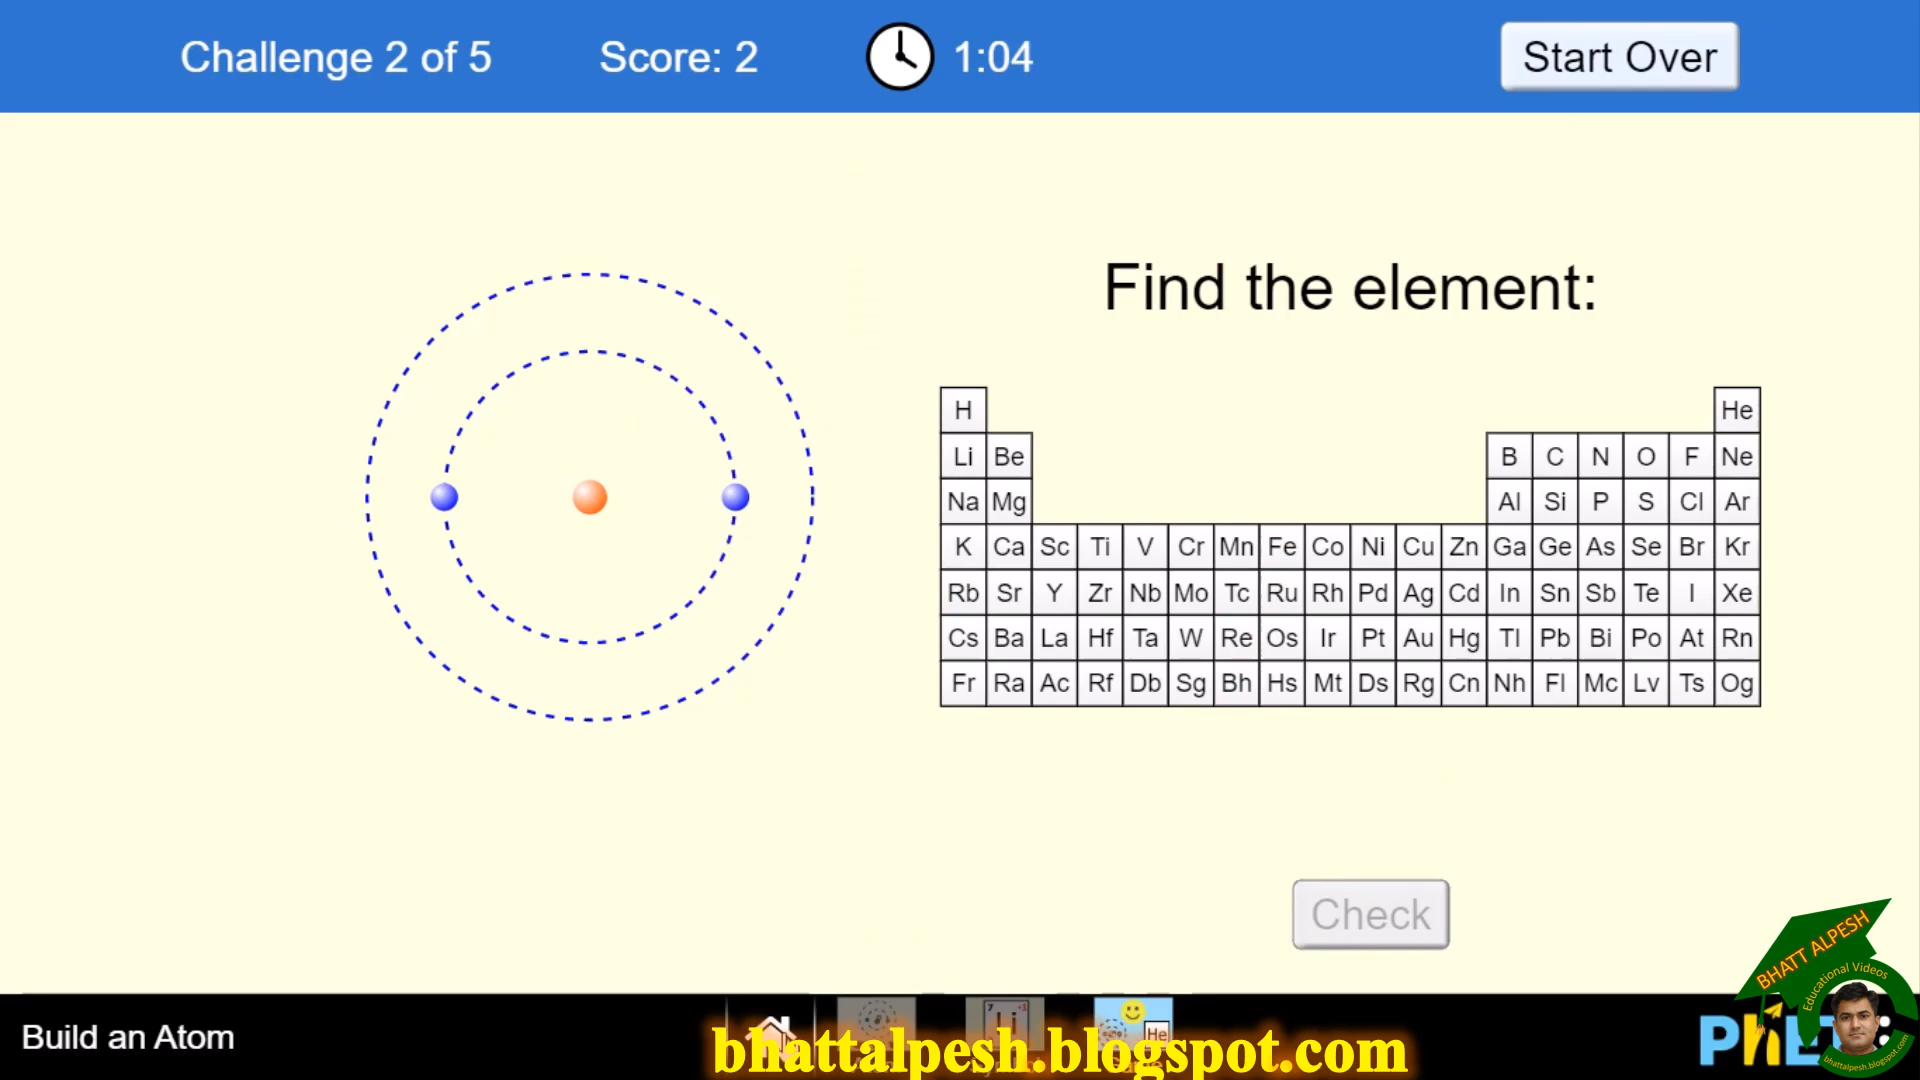 Challenge 2 of 5 Score: 2 1:04 Start Over
Find the element:
H He
Li Be B C N O F Ne
Na Mg Al Si P S Cl Ar
K Ca Sc Ti V Cr Mn Fe Co Ni Cu Zn Ga Ge As Se Br Kr
Rb Sr Y Zr Nb Mo Tc Ru Rh Pd Ag Cd In Sn Sb Te I Xe
Cs Ba La Hf Ta W Re Os Ir Pt Au Hg Tl Pb Bi Po At Rn
Fr Ra Ac Rf Db Sg Bh Hs Mt Ds Rg Cn Nh Fl Mc Lv Ts Og
Check
BHATT ALPESH
Educational Videos
bhattalpesh.blogspot.com
Build an Atom
He
bhattalpesh.blogspot.com